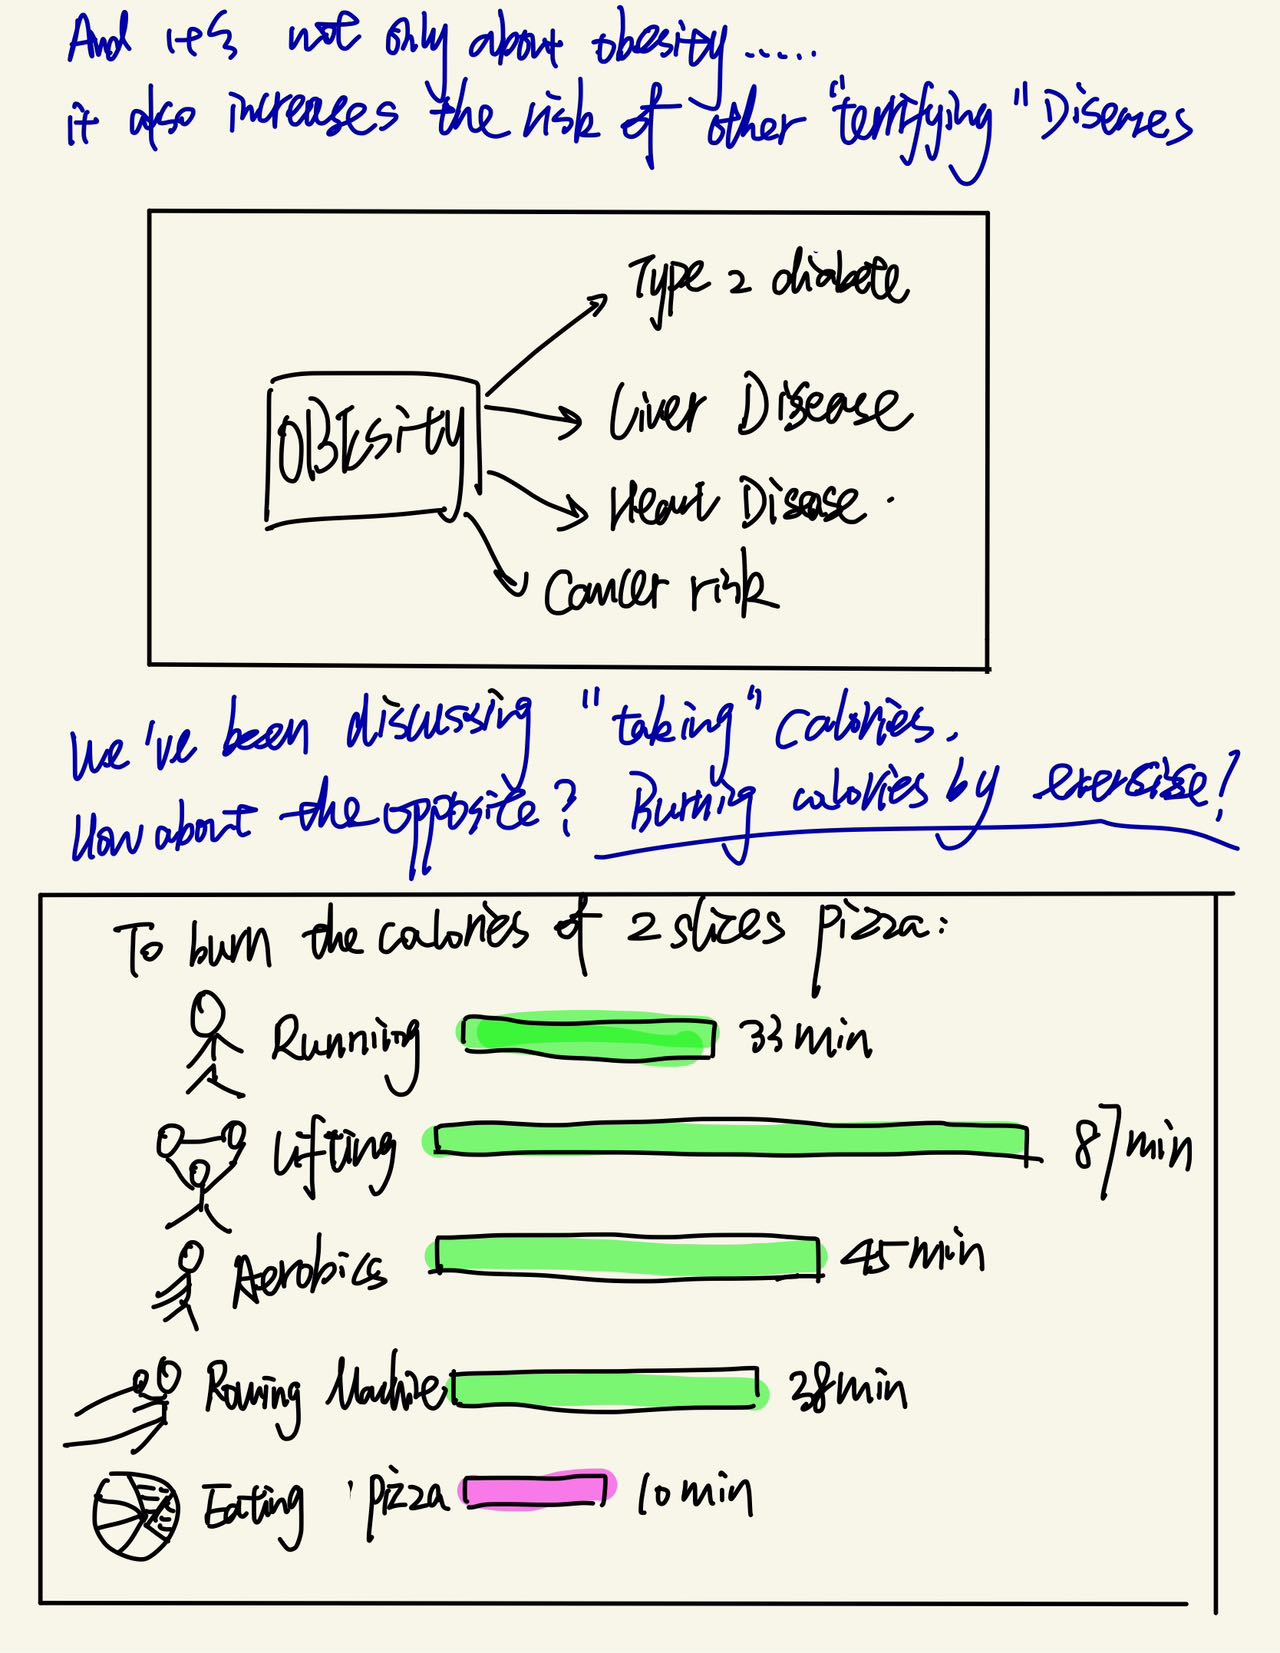 And it's not only about obesity.....
it also increases the risk of other "terrifying" Diseases
Type 2 diabete
OBEsity
Liver Disease
Heart Disease.
Cancer risk
We've been discussing "taking" calories.
How about the opposite? Burning calories by exersize!
To burn the calories of 2 slices pizza:
Running 33 min
Lifting 87 min
Aerobics 45 min
Rowing Machine 38 min
Eating pizza 10 min